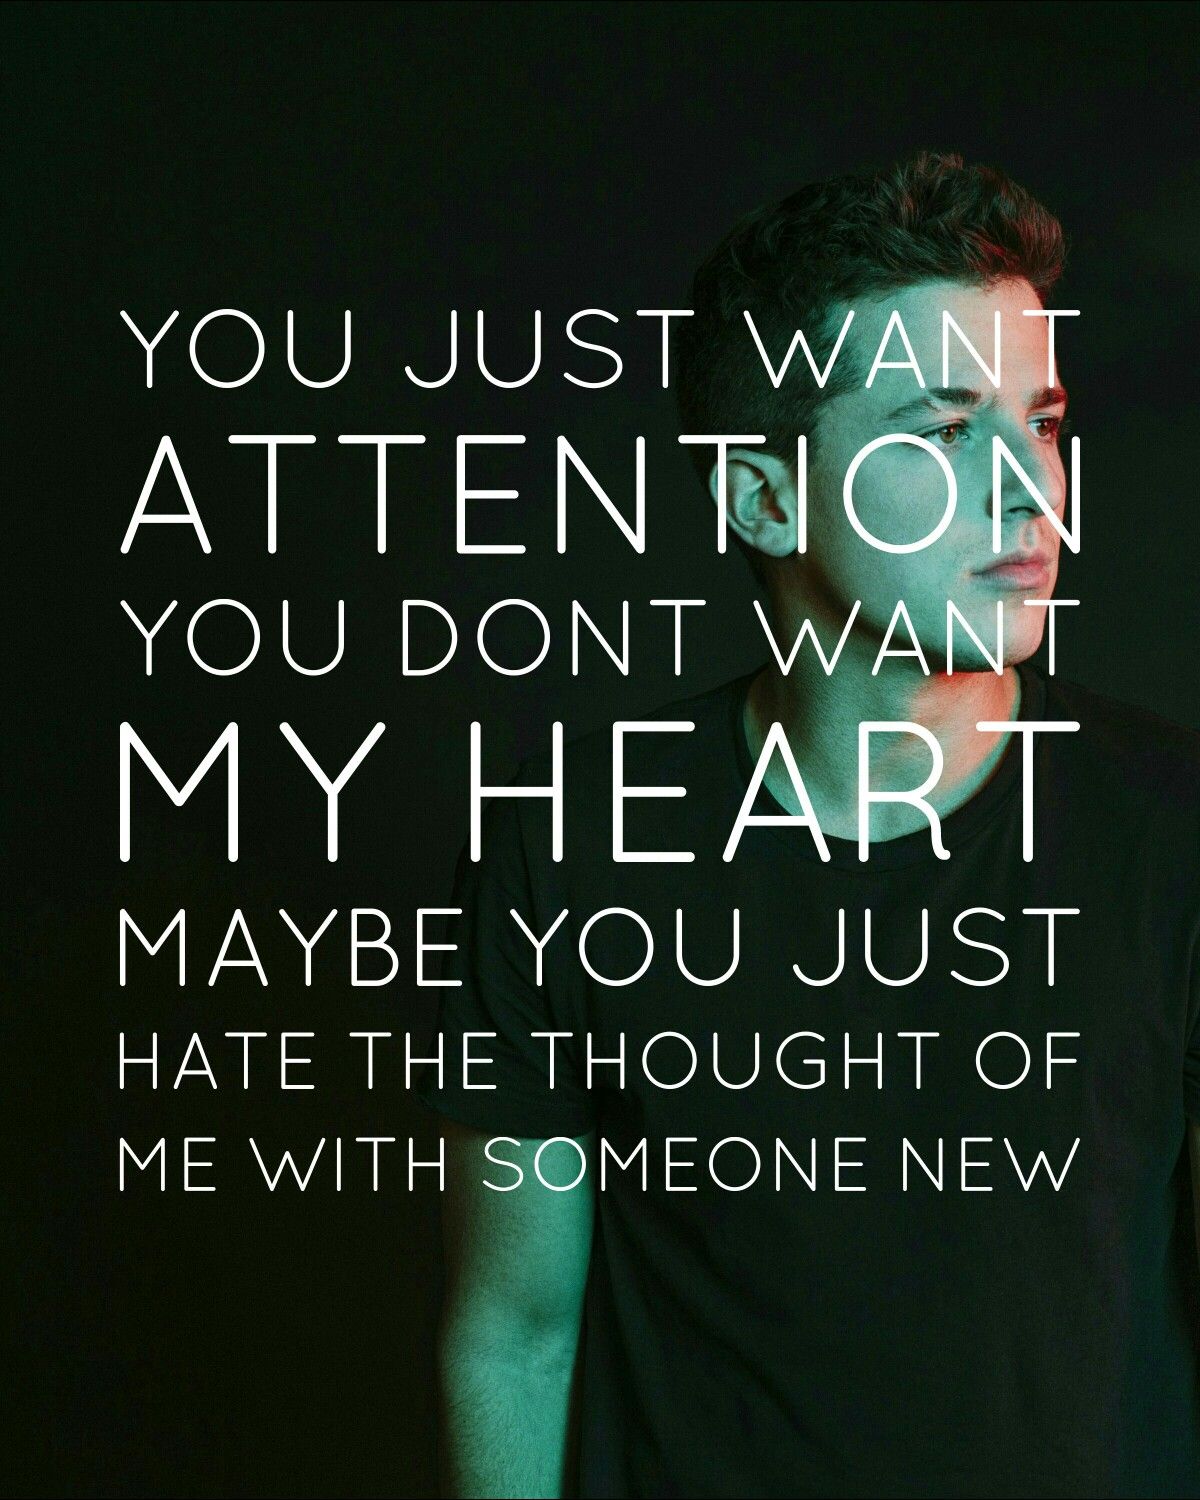 YOU JUST WANT
ATTENTION
YOU DONT WANT
MY HEART
MAYBE YOU JUST
HATE THE THOUGHT OF
ME WITH SOMEONE NEW